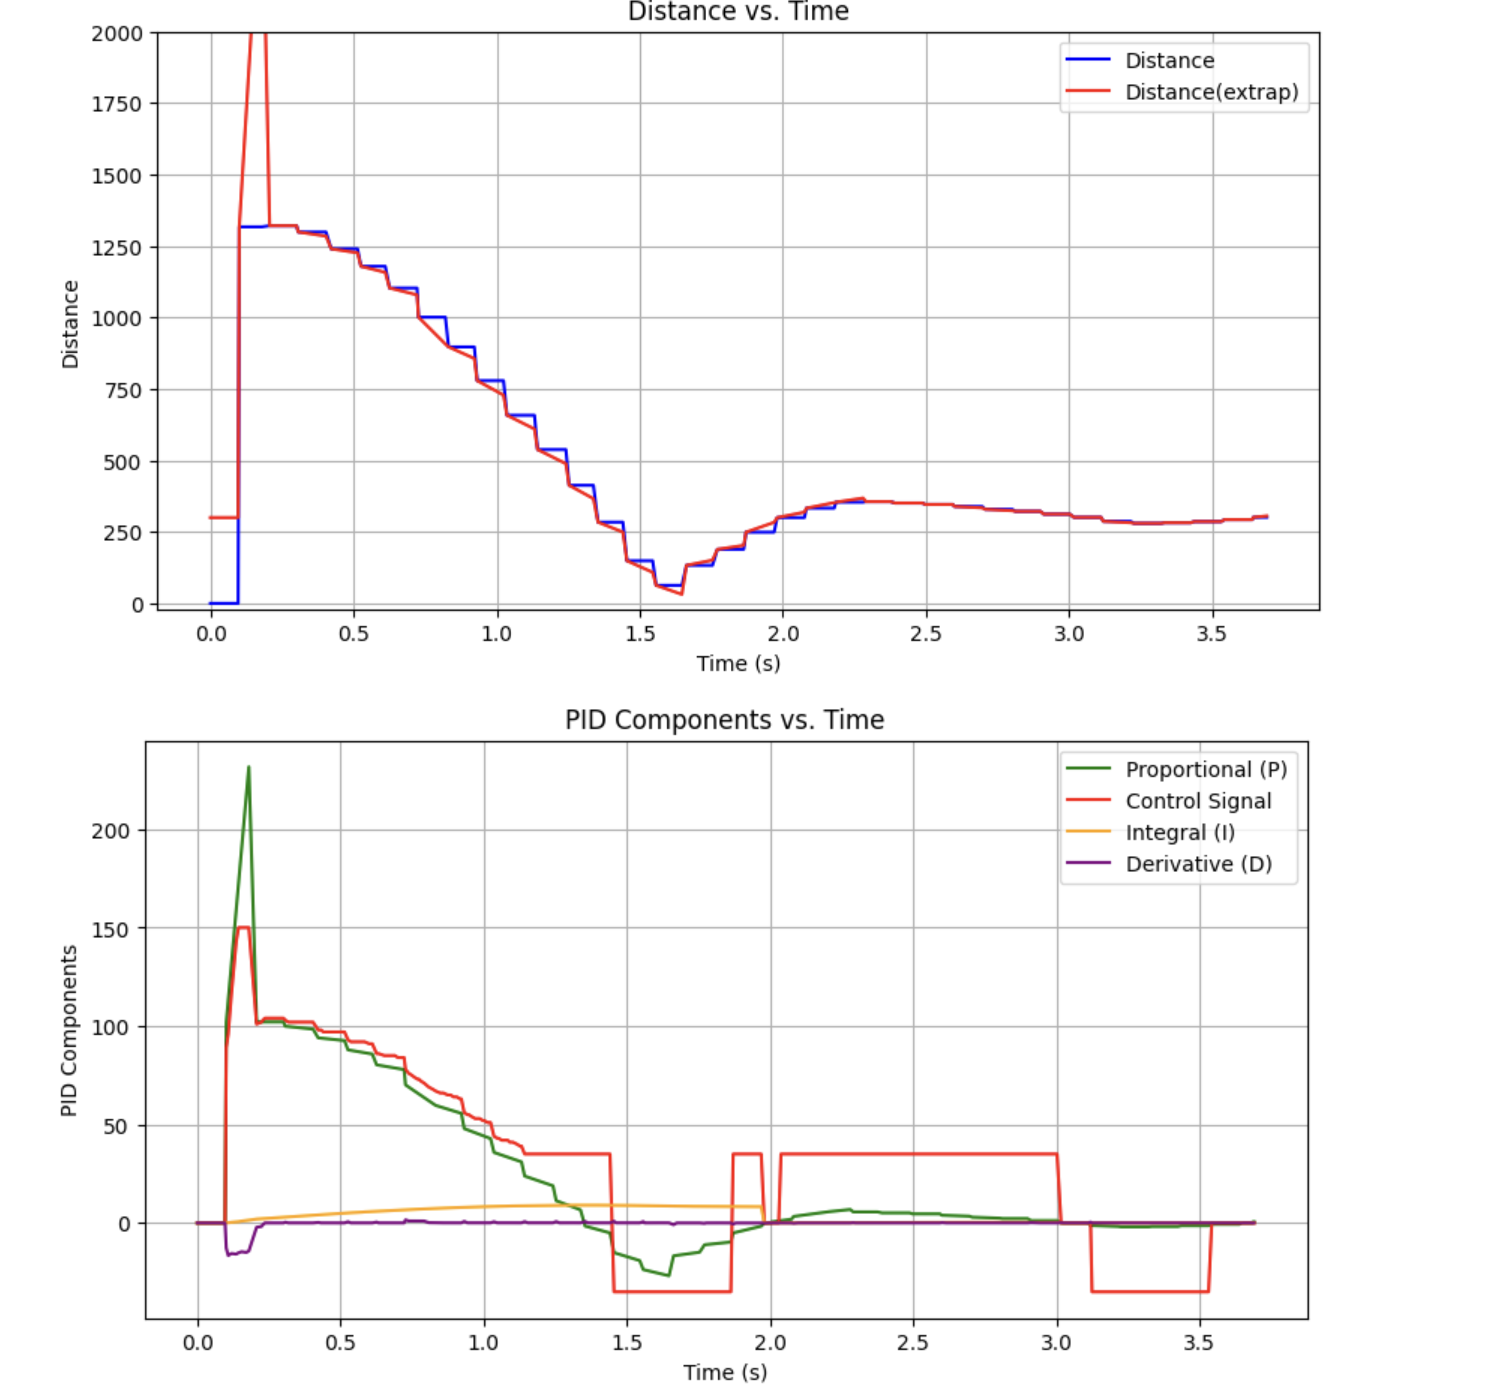 Distance vs. Time
2000
1750
1500
1250
1000
750
500
250
0
Distance
Distance
Distance(extrap)
0.0 0.5 1.0 1.5 2.0 2.5 3.0 3.5
Time (s)
PID Components vs. Time
200
150
100
50
0
PID Components
Proportional (P)
Control Signal
Integral (I)
Derivative (D)
0.0 0.5 1.0 1.5 2.0 2.5 3.0 3.5
Time (s)